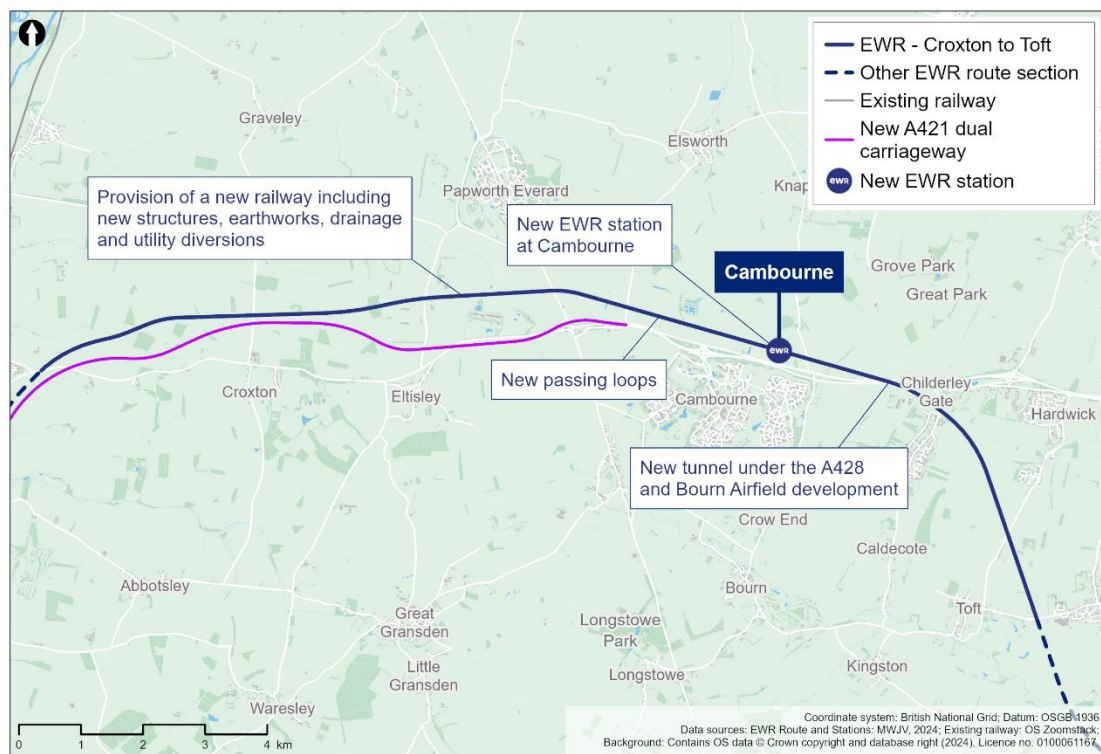 EWR - Croxton to Toft
Other EWR route section
Existing railway
New A421 dual
carriageway
ewr
New EWR station
Graveley
Elsworth
Papworth Everard
Knap
Provision of a new railway including
new structures, earthworks, drainage
and utility diversions
New EWR station
at Cambourne
Cambourne
Grove Park
Great Park
ewr
New passing loops
Croxton
Eltisley
Cambourne
Childerley
Gate
Hardwick
New tunnel under the A428
and Bourn Airfield development
Crow End
Caldecote
Abbotsley
Bourn
Great
Gransden
Longstowe
Park
Toft
Little
Gransden
Longstowe
Kingston
Waresley
0 1 2 3 4 km
Coordinate system: British National Grid; Datum: OSGB 1936
Data sources: EWR Route and Stations: MWJV, 2024; Existing railway: OS Zoomstack;
Background: Contains OS data © Crown copyright and database right (2024), Licence no. 0100061167